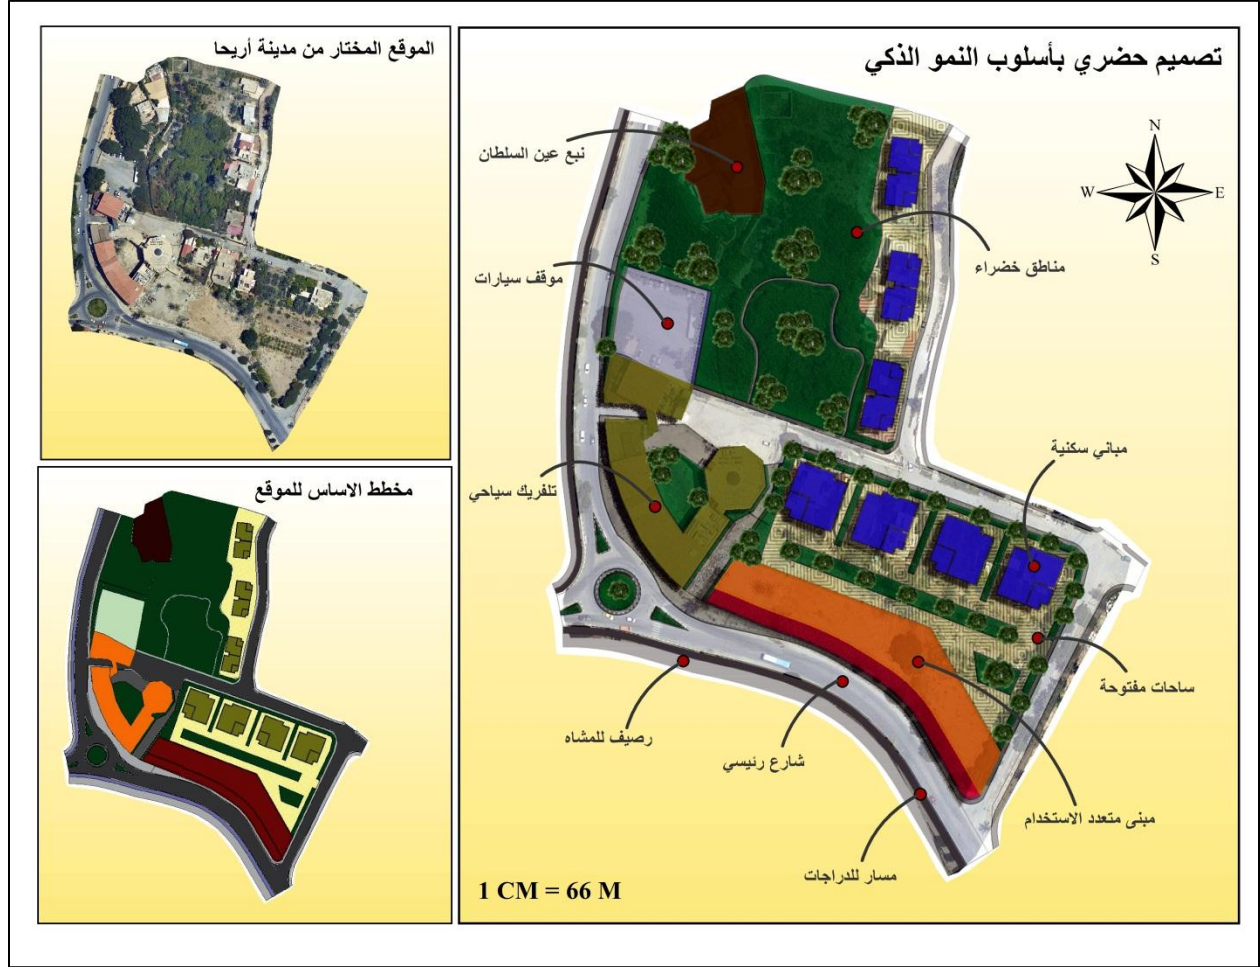 تصميم حضري بأسلوب النمو الذكي
الموقع المختار من مدينة أريحا
مخطط الاساس للموقع
N
W
E
S
نبع عين السلطان
مناطق خضراء
موقف سيارات
مباني سكنية
تلفريك سياحي
ساحات مفتوحة
رصيف للمشاه
شارع رئيسي
مبنى متعدد الاستخدام
مسار للدراجات
1 CM = 66 M